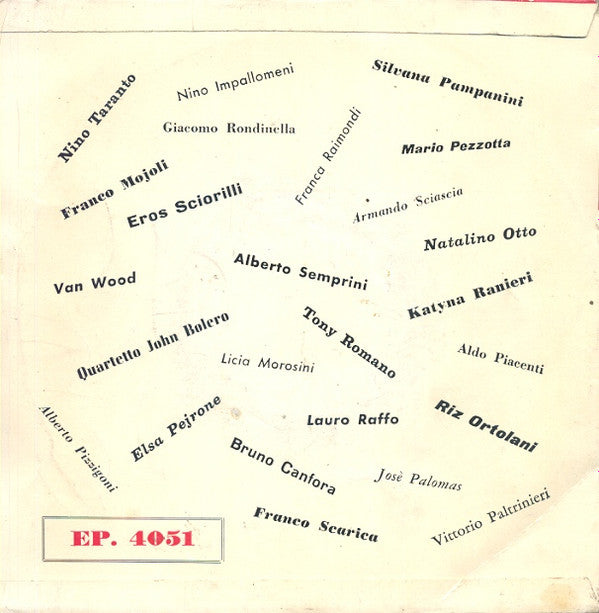 Nino Taranto
Nino Impallomeni
Silvana Pampanini
Giacomo Rondinella
Franca Raimondi
Mario Pezzotta
Franco Mojoli
Eros Sciorilli
Armando Sciascia
Natalino Otto
Van Wood
Alberto Semprini
Katyna Ranieri
Quartetto John Bolero
Tony Romano
Licia Morosini
Aldo Piacenti
Alberto Pizzigoni
Elsa Pejrone
Lauro Raffo
Riz Ortolani
Bruno Canfora
Josè Palomas
Franco Scarica
Vittorio Paltrinieri
EP. 4051